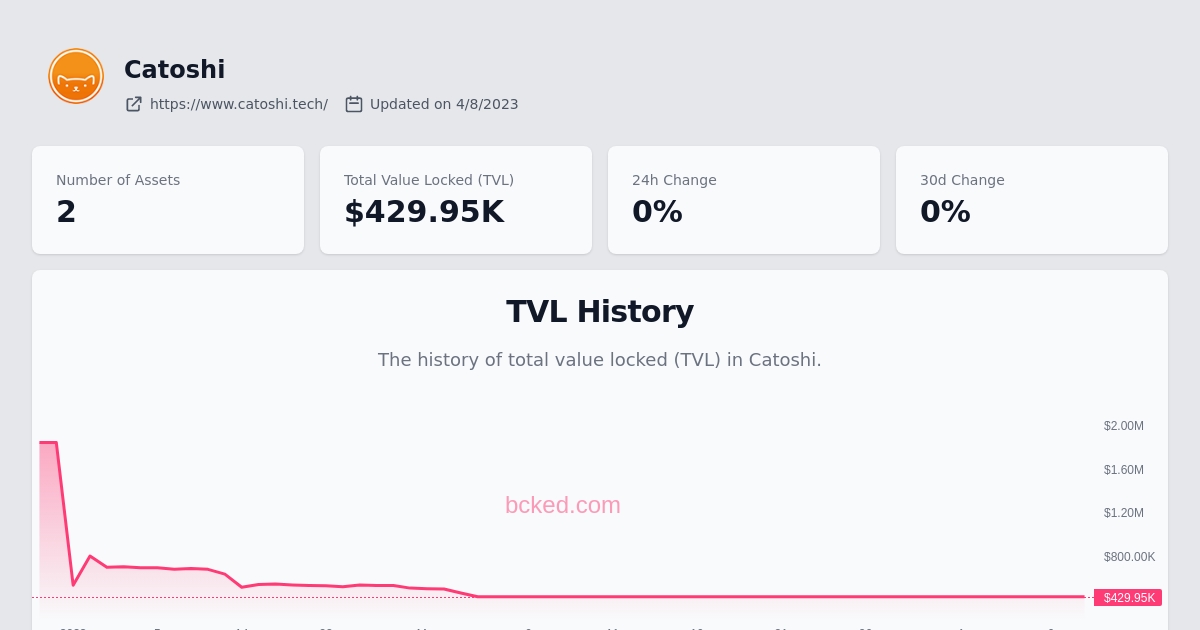 Catoshi
https://www.catoshi.tech/ Updated on 4/8/2023
Number of Assets
2
Total Value Locked (TVL)
$429.95K
24h Change
0%
30d Change
0%
TVL History
The history of total value locked (TVL) in Catoshi.
$2.00M
$1.60M
bcked.com
$1.20M
$800.00K
$429.95K